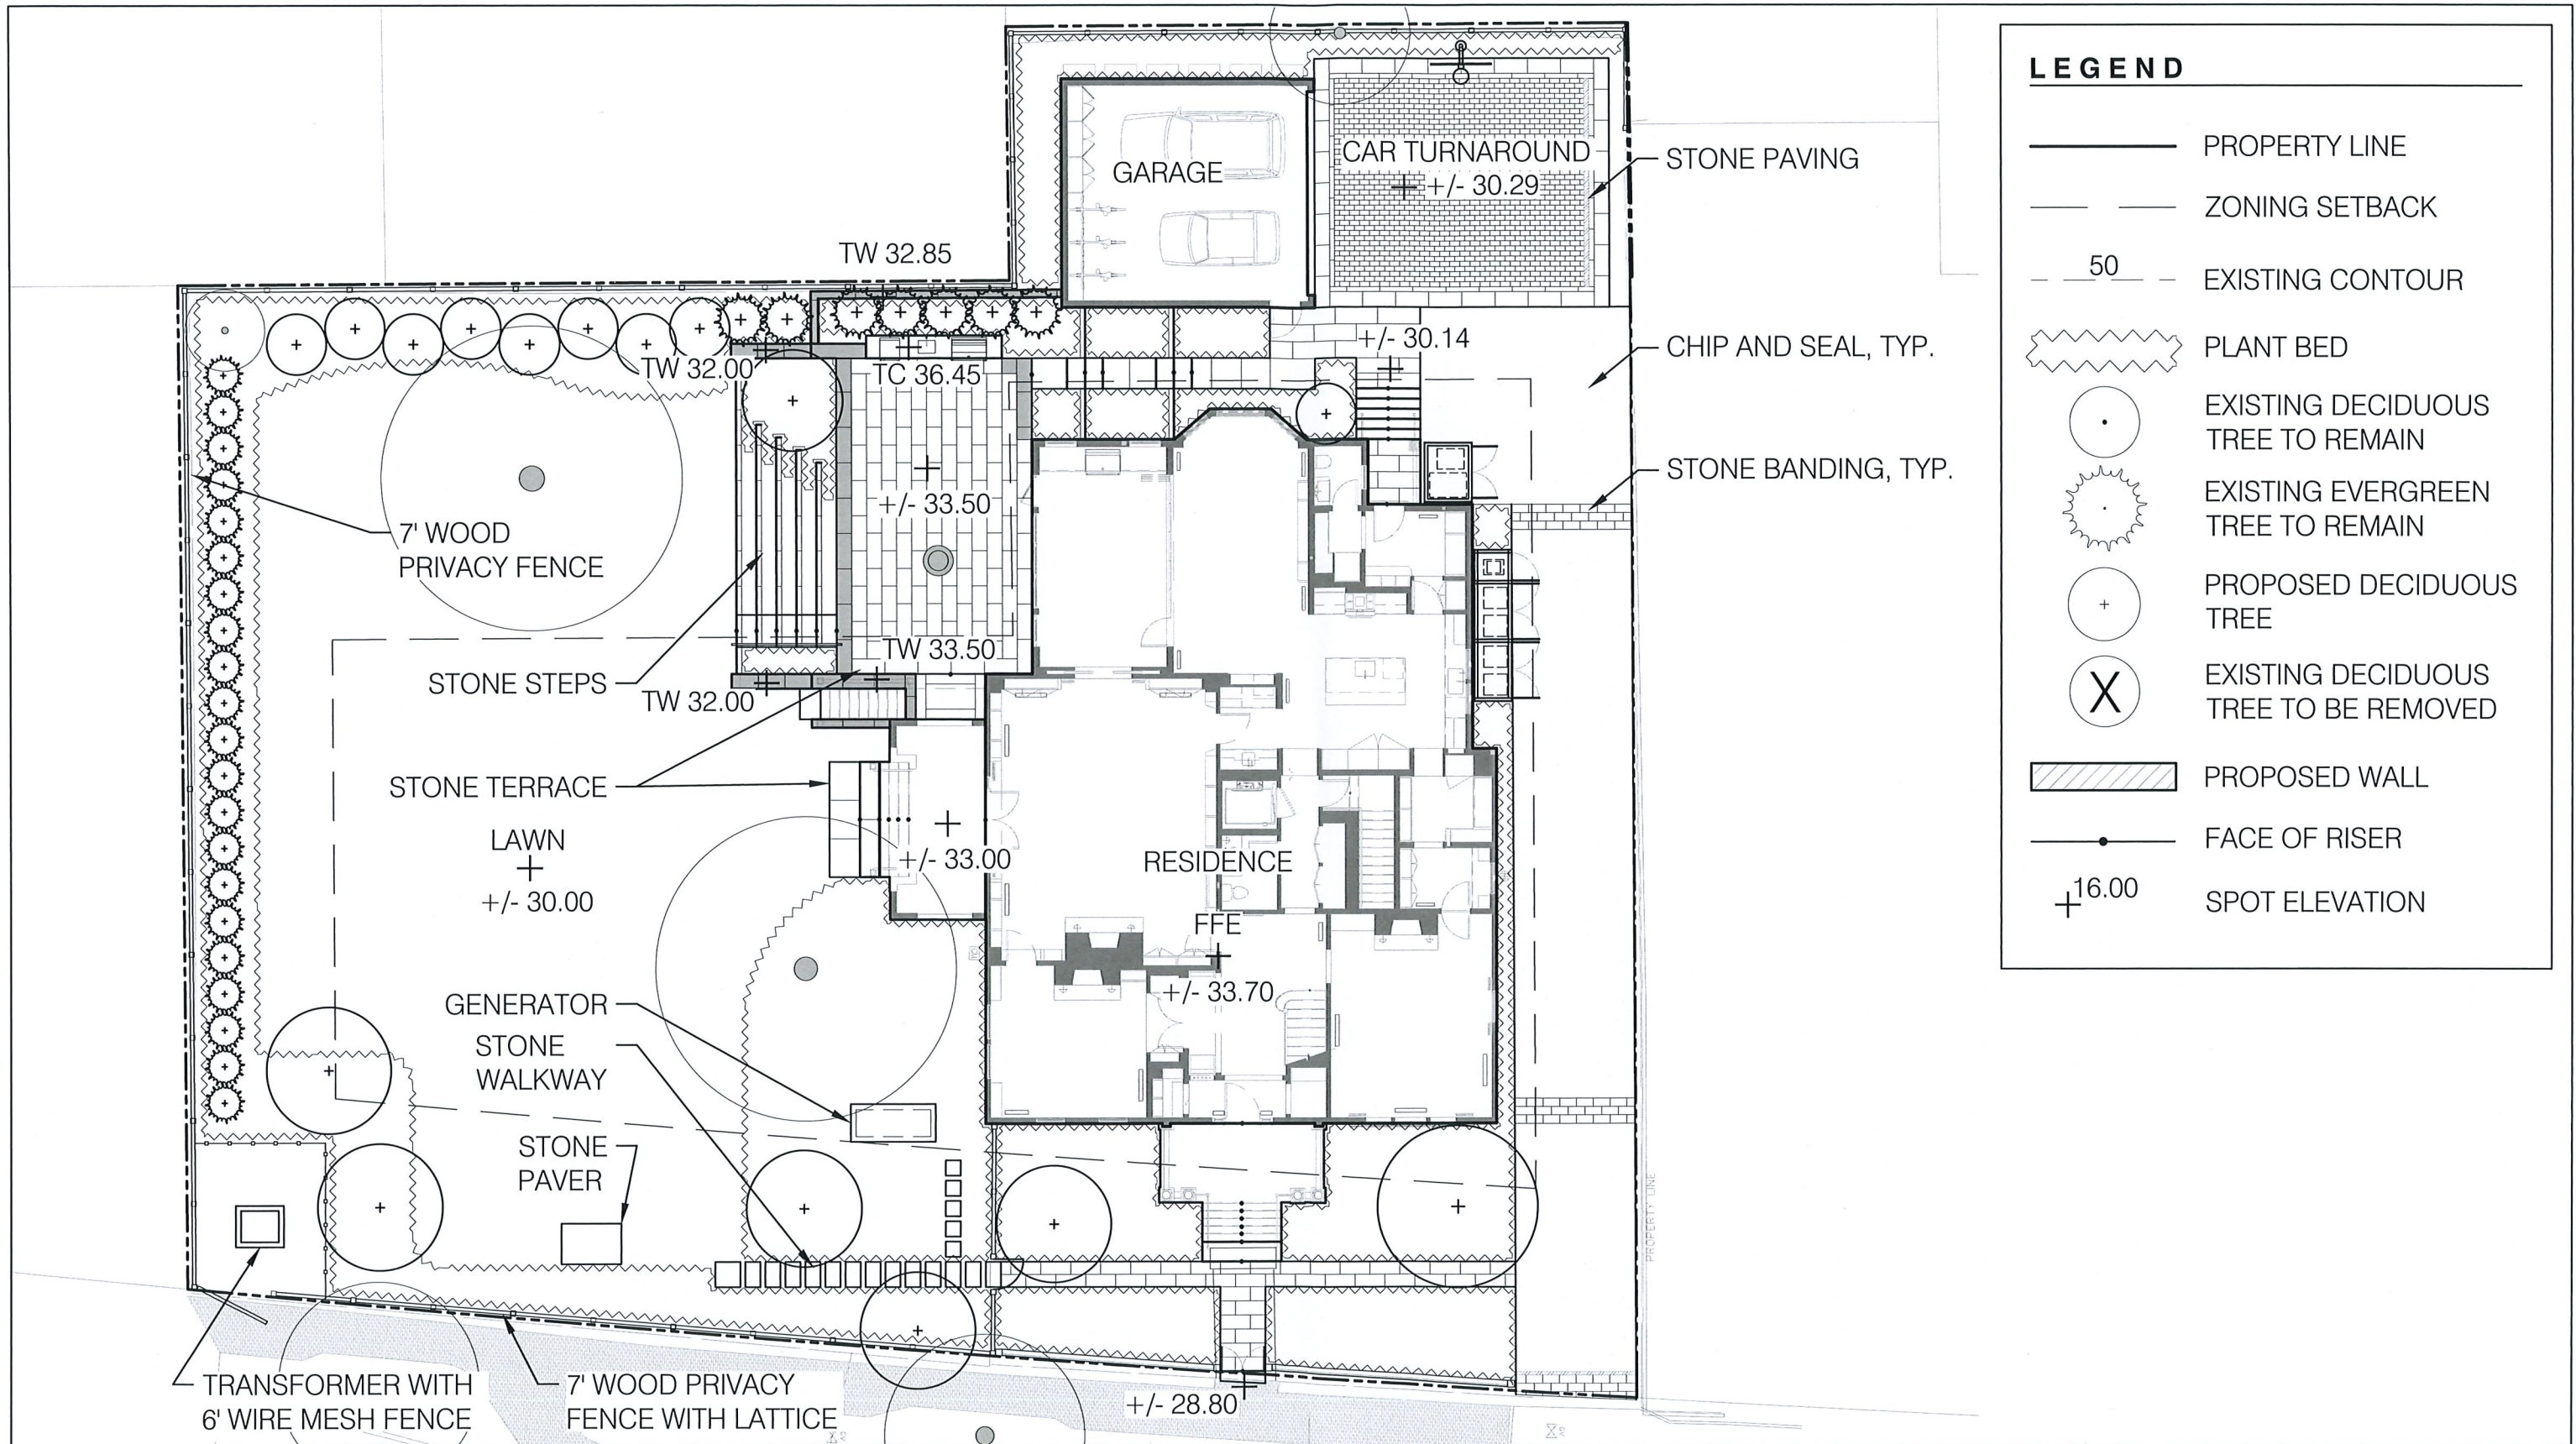 LEGEND
PROPERTY LINE
ZONING SETBACK
50
EXISTING CONTOUR
PLANT BED
EXISTING DECIDUOUS
TREE TO REMAIN
EXISTING EVERGREEN
TREE TO REMAIN
PROPOSED DECIDUOUS
TREE
X
EXISTING DECIDUOUS
TREE TO BE REMOVED
PROPOSED WALL
FACE OF RISER
16.00
SPOT ELEVATION
GARAGE
CAR TURNAROUND
+/- 30.29
STONE PAVING
TW 32.85
+/- 30.14
CHIP AND SEAL, TYP.
TW 32.00
TC 36.45
STONE BANDING, TYP.
+/- 33.50
7' WOOD
PRIVACY FENCE
TW 33.50
STONE STEPS
TW 32.00
STONE TERRACE
LAWN
+/- 30.00
+/- 33.00
RESIDENCE
FFE
+/- 33.70
GENERATOR
STONE
WALKWAY
STONE
PAVER
PROPERTY LINE
TRANSFORMER WITH
6' WIRE MESH FENCE
7' WOOD PRIVACY
FENCE WITH LATTICE
+/- 28.80